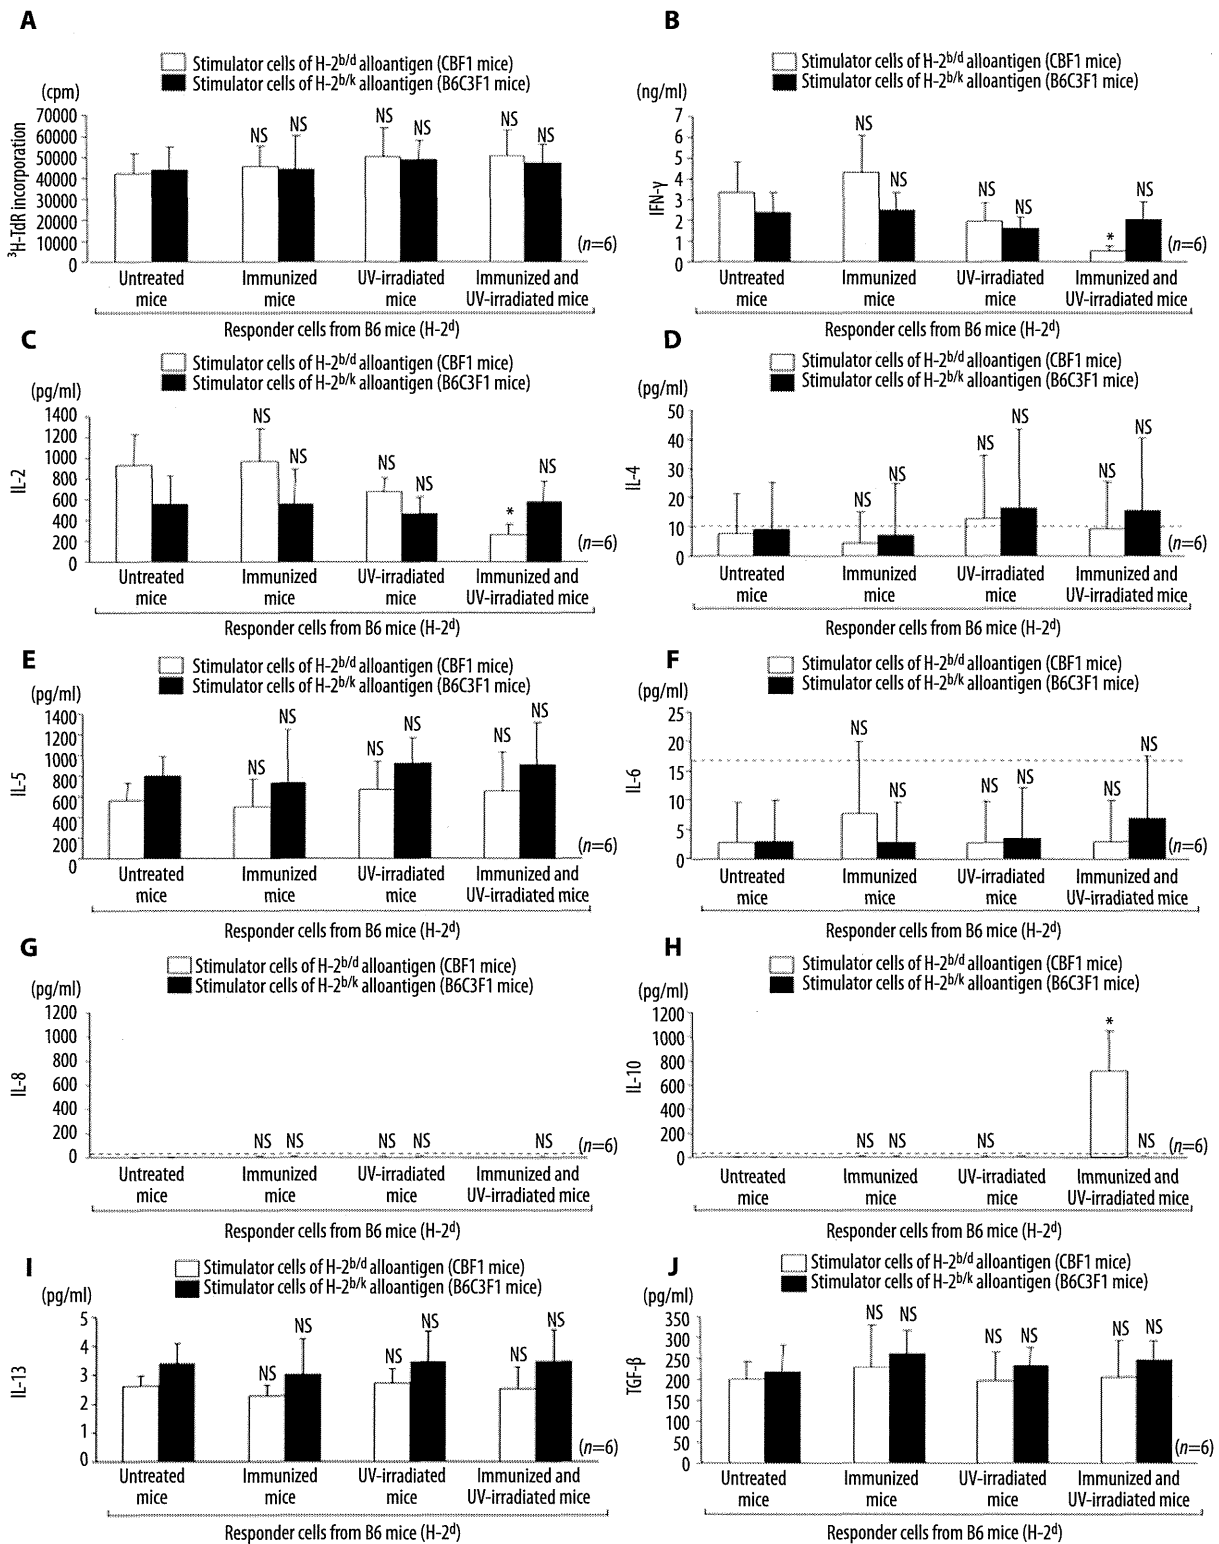 A
Stimulator cells of H-2b/d alloantigen (CBF1 mice)
Stimulator cells of H-2b/k alloantigen (B6C3F1 mice)
(cpm)
70000
60000
50000
40000
30000
20000
10000
0
3H-TdR incorporation
NS NS NS NS NS NS
(n=6)
Untreated mice
Immunized mice
UV-irradiated mice
Immunized and UV-irradiated mice
Responder cells from B6 mice (H-2d)
B
Stimulator cells of H-2b/d alloantigen (CBF1 mice)
Stimulator cells of H-2b/k alloantigen (B6C3F1 mice)
(ng/ml)
7
6
5
4
3
2
1
0
IFN-γ
NS NS NS NS * NS
(n=6)
Untreated mice
Immunized mice
UV-irradiated mice
Immunized and UV-irradiated mice
Responder cells from B6 mice (H-2d)
C
Stimulator cells of H-2b/d alloantigen (CBF1 mice)
Stimulator cells of H-2b/k alloantigen (B6C3F1 mice)
(pg/ml)
1400
1200
1000
800
600
400
200
0
IL-2
NS NS NS NS * NS
(n=6)
Untreated mice
Immunized mice
UV-irradiated mice
Immunized and UV-irradiated mice
Responder cells from B6 mice (H-2d)
D
Stimulator cells of H-2b/d alloantigen (CBF1 mice)
Stimulator cells of H-2b/k alloantigen (B6C3F1 mice)
(pg/ml)
50
40
30
20
10
0
IL-4
NS NS NS NS NS NS
(n=6)
Untreated mice
Immunized mice
UV-irradiated mice
Immunized and UV-irradiated mice
Responder cells from B6 mice (H-2d)
E
Stimulator cells of H-2b/d alloantigen (CBF1 mice)
Stimulator cells of H-2b/k alloantigen (B6C3F1 mice)
(pg/ml)
1400
1200
1000
800
600
400
200
0
IL-5
NS NS NS NS NS NS
(n=6)
Untreated mice
Immunized mice
UV-irradiated mice
Immunized and UV-irradiated mice
Responder cells from B6 mice (H-2d)
F
Stimulator cells of H-2b/d alloantigen (CBF1 mice)
Stimulator cells of H-2b/k alloantigen (B6C3F1 mice)
(pg/ml)
25
20
15
10
5
0
IL-6
NS NS NS NS NS NS
(n=6)
Untreated mice
Immunized mice
UV-irradiated mice
Immunized and UV-irradiated mice
Responder cells from B6 mice (H-2d)
G
Stimulator cells of H-2b/d alloantigen (CBF1 mice)
Stimulator cells of H-2b/k alloantigen (B6C3F1 mice)
(pg/ml)
1200
1000
800
600
400
200
0
IL-8
NS NS NS NS NS
(n=6)
Untreated mice
Immunized mice
UV-irradiated mice
Immunized and UV-irradiated mice
Responder cells from B6 mice (H-2d)
H
Stimulator cells of H-2b/d alloantigen (CBF1 mice)
Stimulator cells of H-2b/k alloantigen (B6C3F1 mice)
(pg/ml)
1200
1000
800
600
400
200
0
IL-10
NS NS NS * NS
(n=6)
Untreated mice
Immunized mice
UV-irradiated mice
Immunized and UV-irradiated mice
Responder cells from B6 mice (H-2d)
I
Stimulator cells of H-2b/d alloantigen (CBF1 mice)
Stimulator cells of H-2b/k alloantigen (B6C3F1 mice)
(pg/ml)
5
4
3
2
1
0
IL-13
NS NS NS NS NS NS
(n=6)
Untreated mice
Immunized mice
UV-irradiated mice
Immunized and UV-irradiated mice
Responder cells from B6 mice (H-2d)
J
Stimulator cells of H-2b/d alloantigen (CBF1 mice)
Stimulator cells of H-2b/k alloantigen (B6C3F1 mice)
(pg/ml)
350
300
250
200
150
100
50
0
TGF-β
NS NS NS NS NS NS
(n=6)
Untreated mice
Immunized mice
UV-irradiated mice
Immunized and UV-irradiated mice
Responder cells from B6 mice (H-2d)